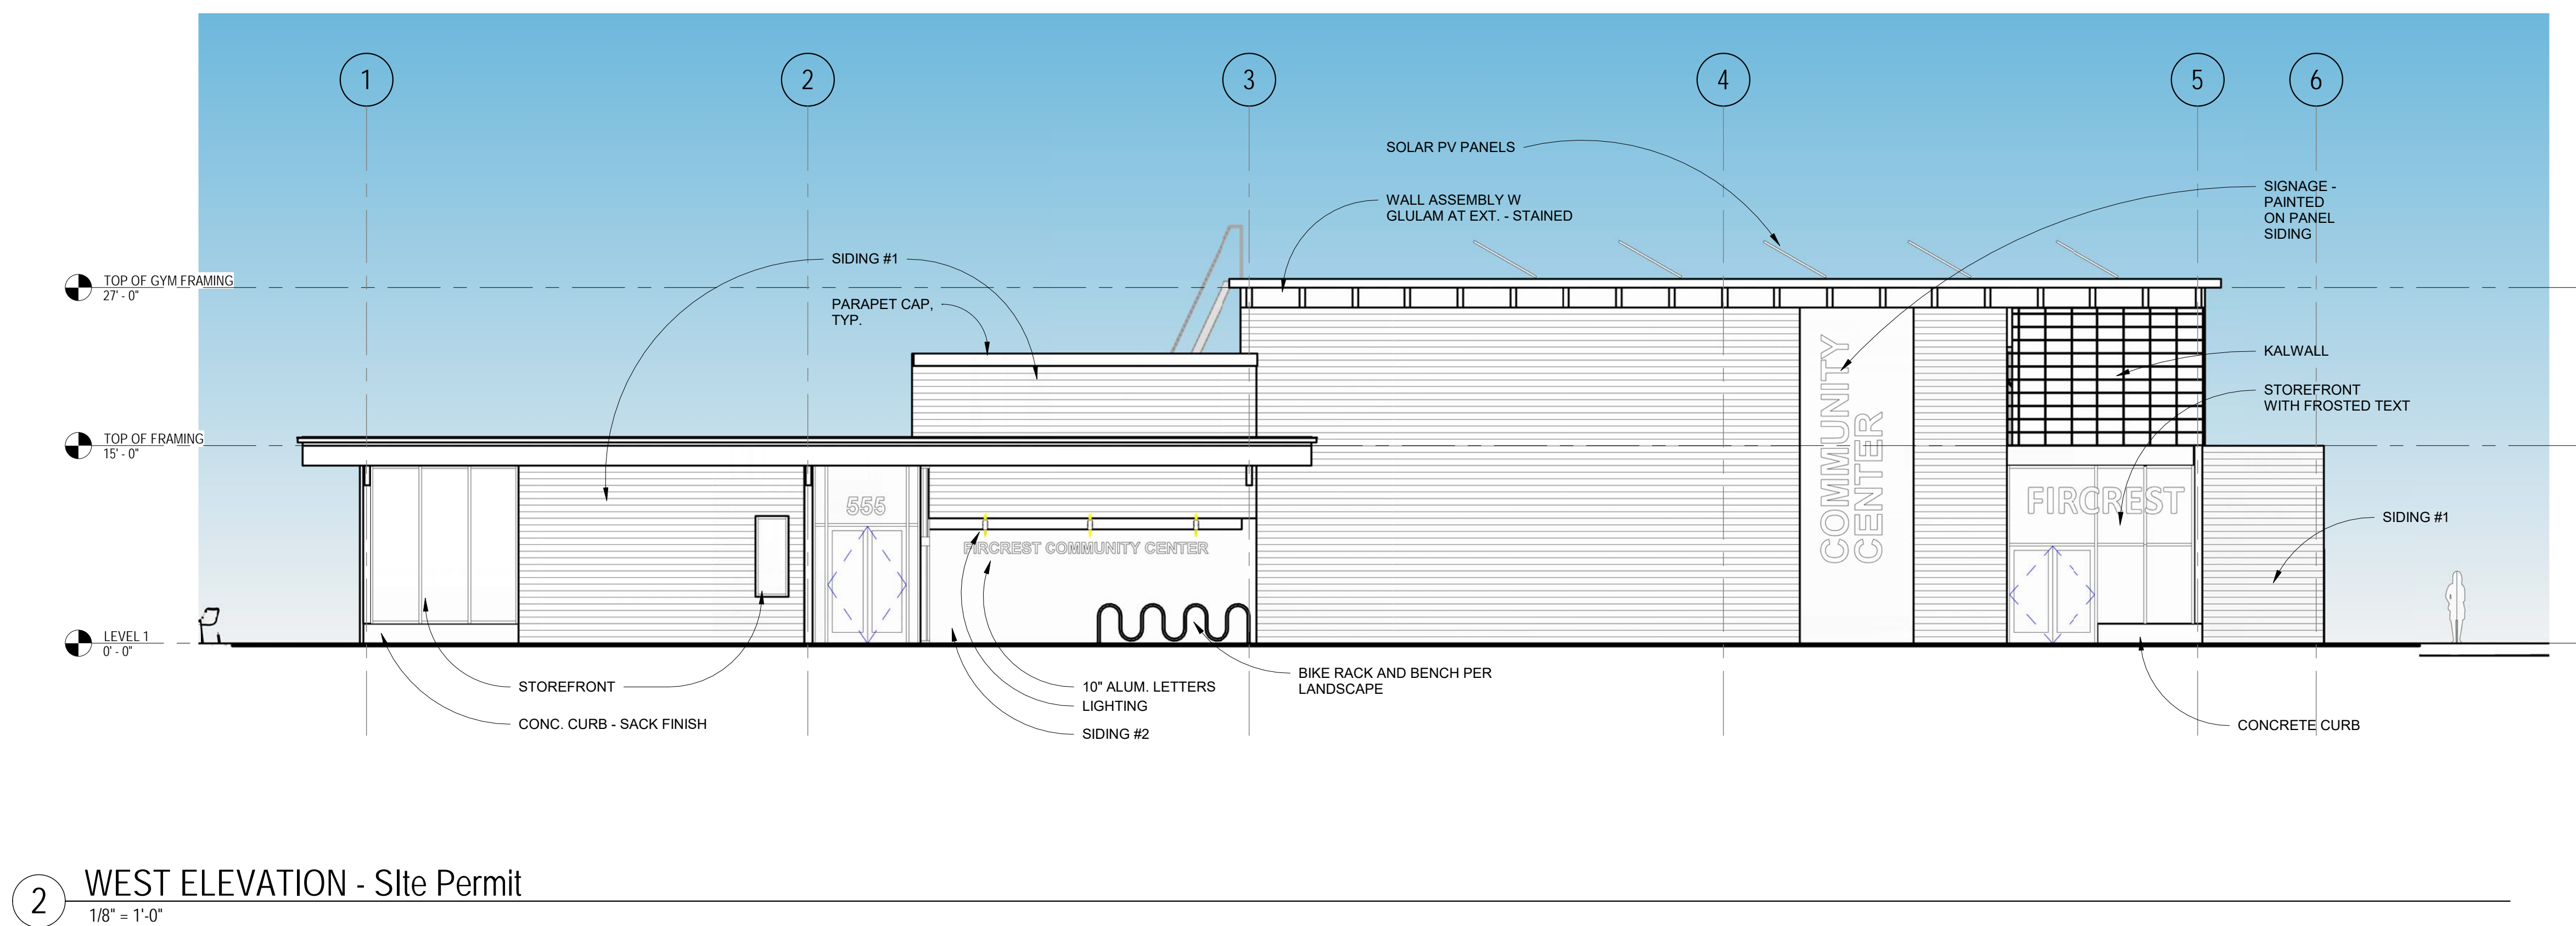 1
2
3
4
5
6
SOLAR PV PANELS
WALL ASSEMBLY W
GLULAM AT EXT. - STAINED
SIGNAGE -
PAINTED
ON PANEL
SIDING
SIDING #1
PARAPET CAP,
TYP.
TOP OF GYM FRAMING
27' - 0"
KALWALL
STOREFRONT
WITH FROSTED TEXT
TOP OF FRAMING
15' - 0"
COMMUNITY
CENTER
555
FIRCREST
SIDING #1
FIRCREST COMMUNITY CENTER
LEVEL 1
0' - 0"
STOREFRONT
CONC. CURB - SACK FINISH
10" ALUM. LETTERS
LIGHTING
SIDING #2
BIKE RACK AND BENCH PER
LANDSCAPE
CONCRETE CURB
2
WEST ELEVATION - SIte Permit
1/8" = 1'-0"